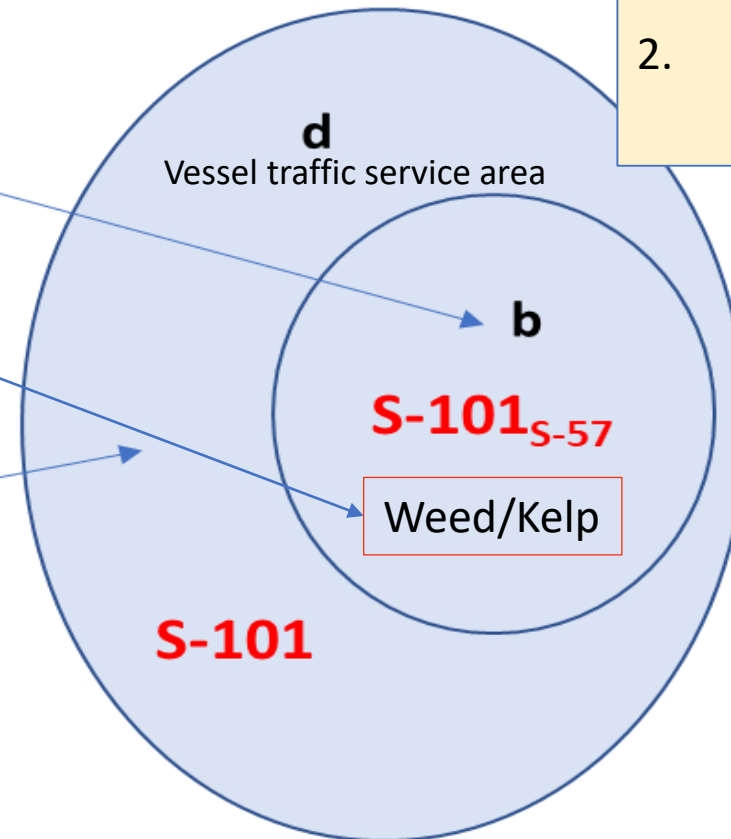 2.
d
Vessel traffic service area
b
S-101S-57
Weed/Kelp
S-101